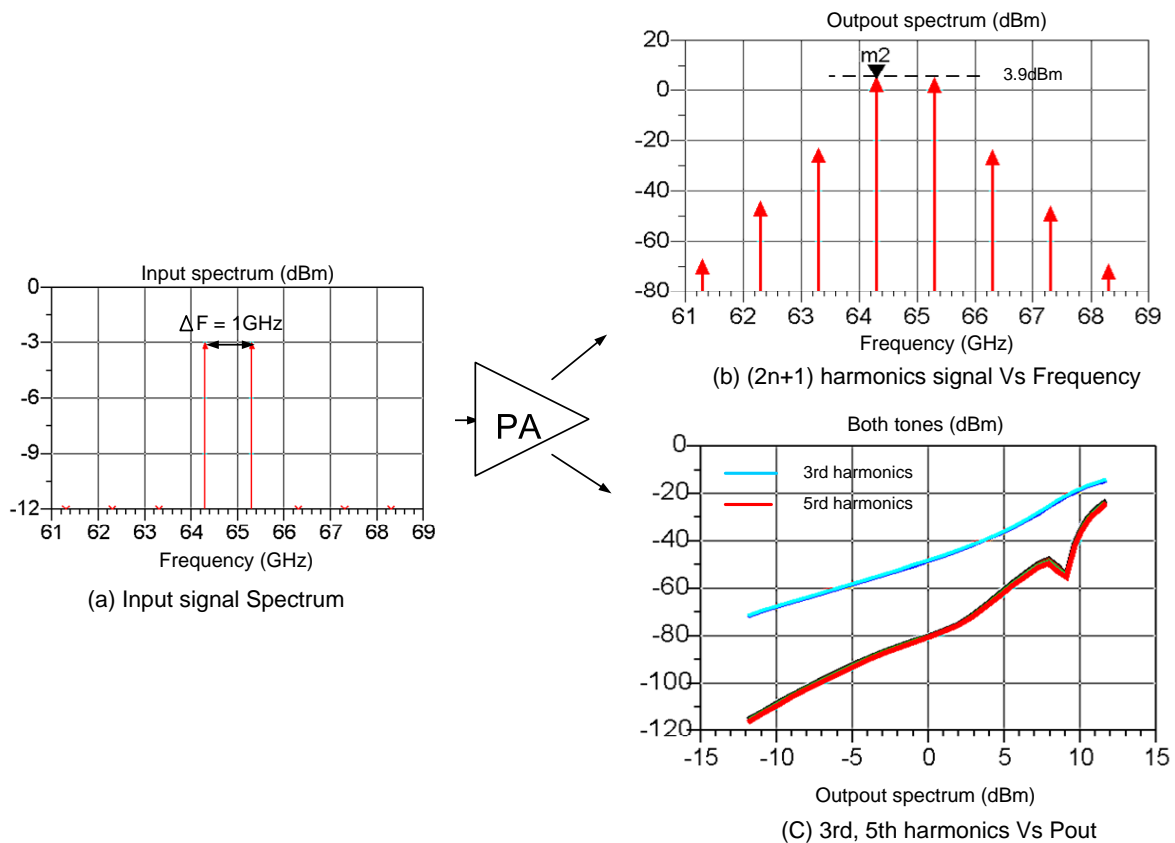 Outpout spectrum (dBm)
20
0
-20
-40
-60
-80
m2
3.9dBm
61 62 63 64 65 66 67 68 69
Frequency (GHz)
(b) (2n+1) harmonics signal Vs Frequency
Input spectrum (dBm)
0
-3
-6
-9
-12
ΔF = 1GHz
61 62 63 64 65 66 67 68 69
Frequency (GHz)
(a) Input signal Spectrum
PA
Both tones (dBm)
0
-20
-40
-60
-80
-100
-120
3rd harmonics
5rd harmonics
-15 -10 -5 0 5 10 15
Outpout spectrum (dBm)
(C) 3rd, 5th harmonics Vs Pout